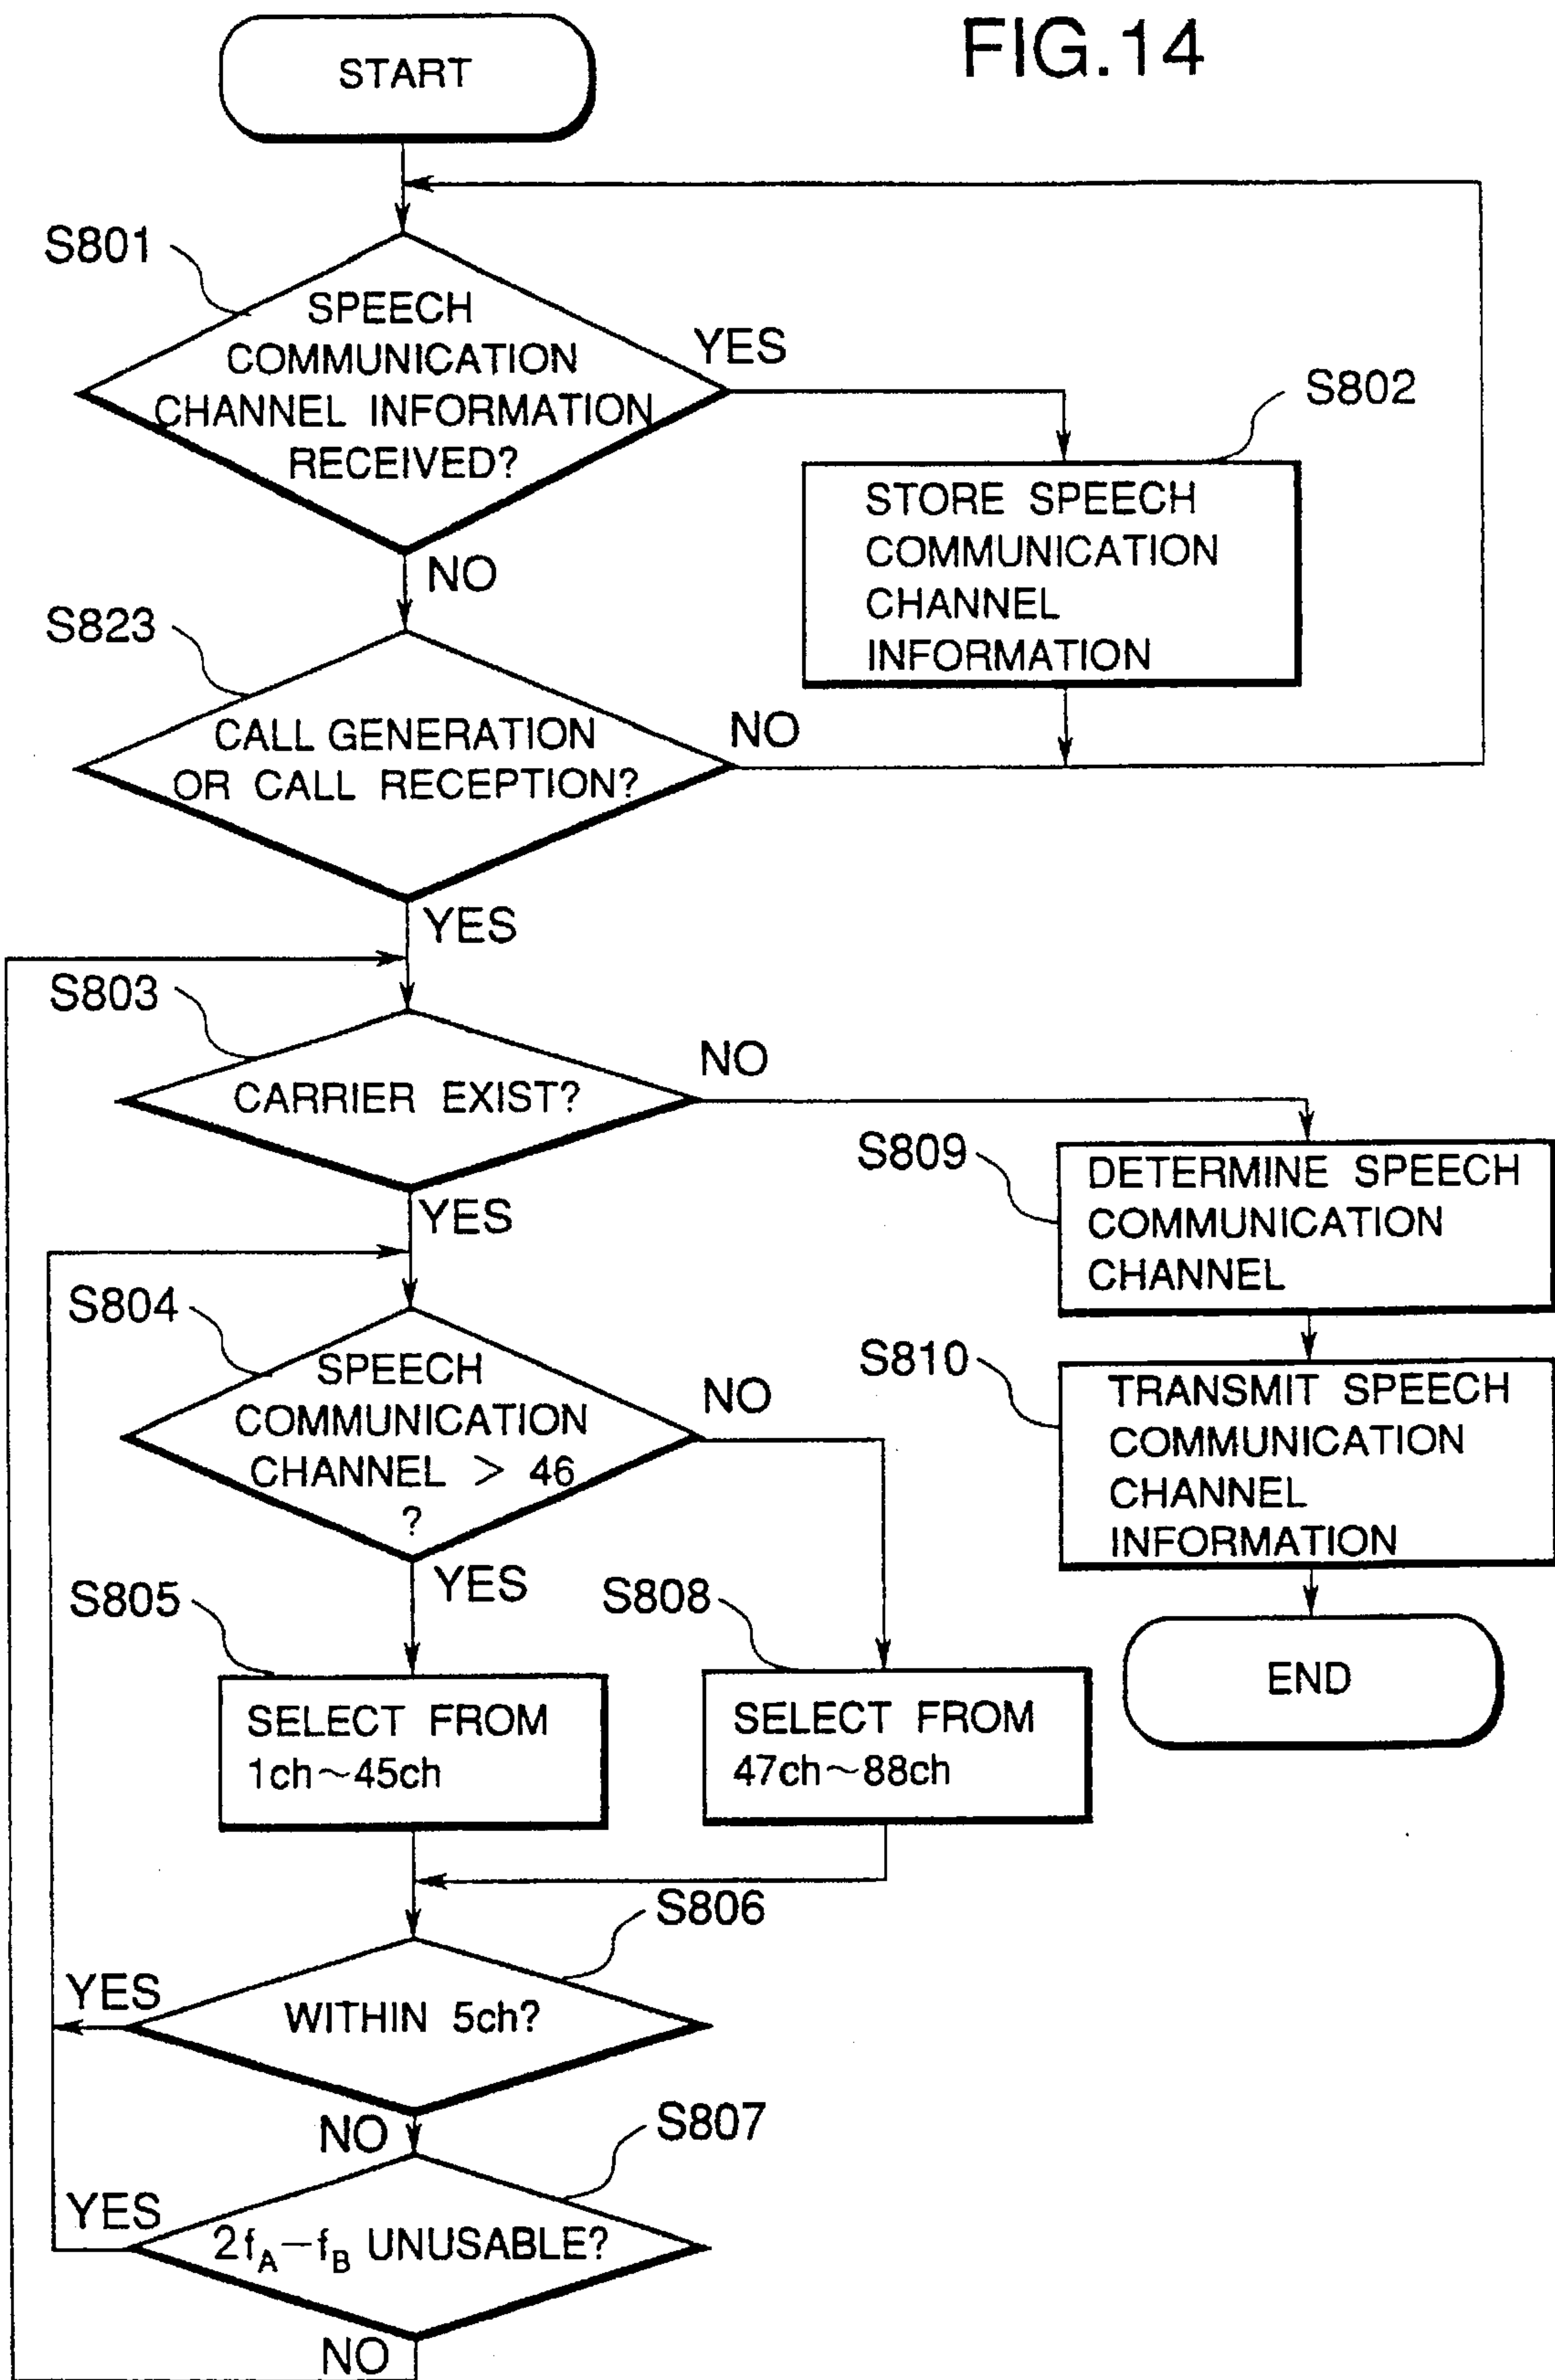 FIG.14
START
S801
SPEECH
COMMUNICATION
CHANNEL INFORMATION
RECEIVED?
YES
S802
STORE SPEECH
COMMUNICATION
CHANNEL
INFORMATION
NO
S823
CALL GENERATION
OR CALL RECEPTION?
NO
YES
S803
CARRIER EXIST?
NO
S809
DETERMINE SPEECH
COMMUNICATION
CHANNEL
YES
S804
SPEECH
COMMUNICATION
CHANNEL > 46
?
NO
S810
TRANSMIT SPEECH
COMMUNICATION
CHANNEL
INFORMATION
YES
S805
SELECT FROM
1ch~45ch
S808
SELECT FROM
47ch~88ch
END
S806
WITHIN 5ch?
YES
NO
S807
2fA−fB UNUSABLE?
YES
NO